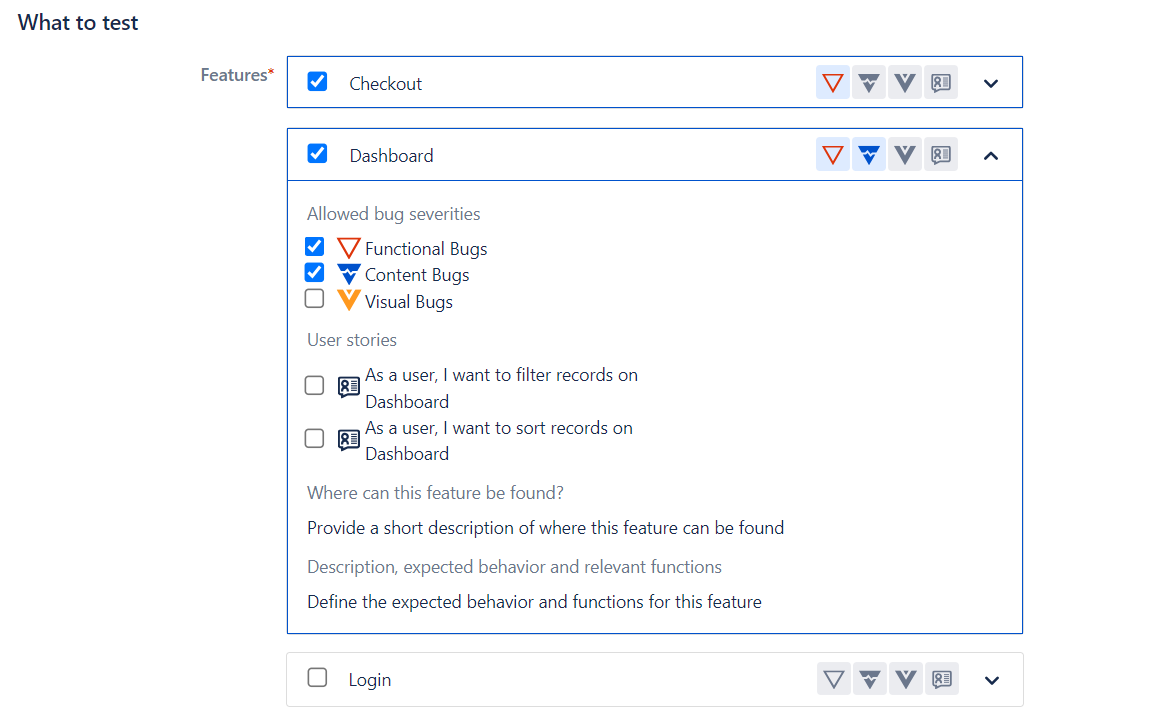 What to test
Features*
Checkout
Dashboard
Allowed bug severities
Functional Bugs
Content Bugs
Visual Bugs
User stories
As a user, I want to filter records on
Dashboard
As a user, I want to sort records on
Dashboard
Where can this feature be found?
Provide a short description of where this feature can be found
Description, expected behavior and relevant functions
Define the expected behavior and functions for this feature
Login